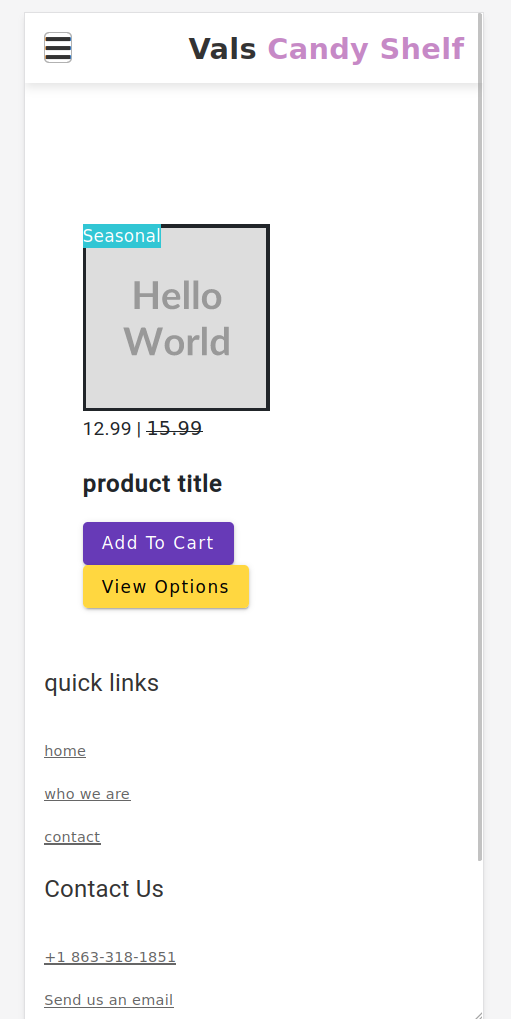 Vals Candy Shelf
Seasonal
Hello
World
12.99 | 15.99
product title
Add To Cart
View Options
quick links
home
who we are
contact
Contact Us
+1 863-318-1851
Send us an email